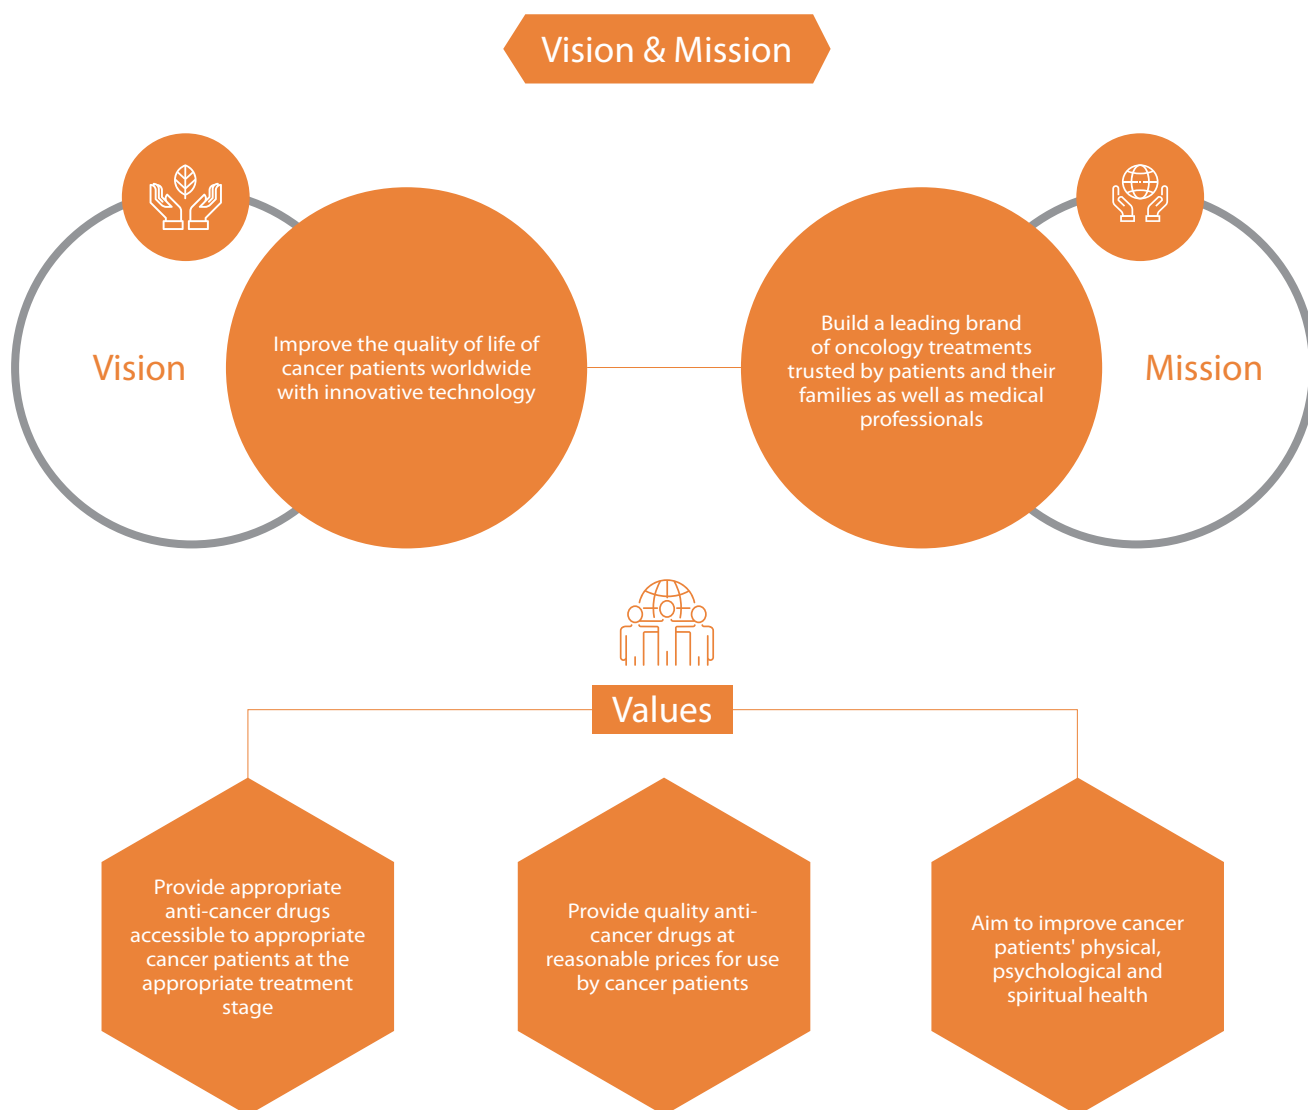 Vision & Mission
Vision
Improve the quality of life of
cancer patients worldwide
with innovative technology
Build a leading brand
of oncology treatments
trusted by patients and their
families as well as medical
professionals
Mission
Values
Provide appropriate
anti-cancer drugs
accessible to appropriate
cancer patients at the
appropriate treatment
stage
Provide quality anti-
cancer drugs at
reasonable prices for use
by cancer patients
Aim to improve cancer
patients' physical,
psychological and
spiritual health